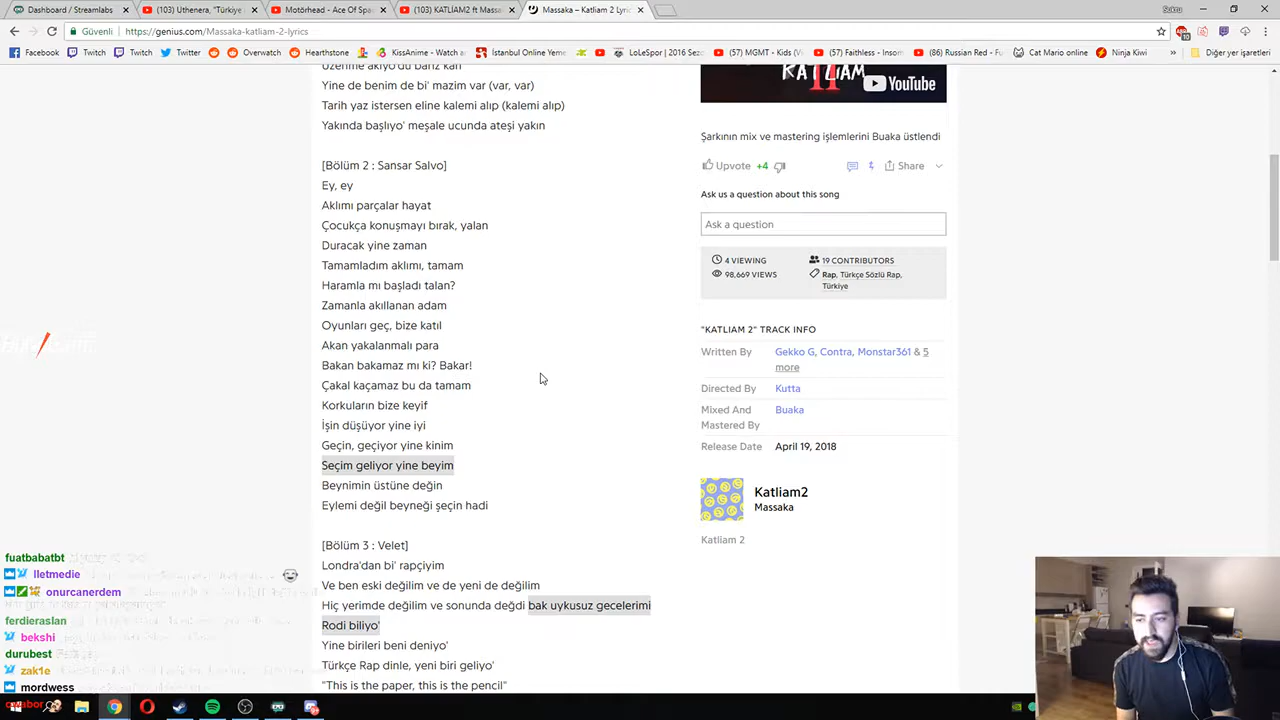 Dashboard / Streamlabs
(103) Uthenera, "Türkiye
Motörhead - Ace Of Spa
(103) KATLIAM2 ft Massa
Massaka – Katliam 2 Lyri
Güvenli
https://genius.com/Massaka-katliam-2-lyrics
Facebook
Twitch
Twitch
Twitter
Overwatch
Hearthstone
KissAnime - Watch a
İstanbul Online Yeme
LoleSpor | 2016 Sezo
(57) MGMT - Kids (V
(57) Faithless - Insom
(86) Russian Red - Fu
Cat Mario online
Ninja Kiwi
»
Diğer yer işaretleri
Üzerime akıyo'du bariz kan
Yine de benim de bi' mazim var (var, var)
Tarih yaz istersen eline kalemi alıp (kalemi alıp)
Yakında başlıyo' meşale ucunda ateşi yakın
[Bölüm 2 : Sansar Salvo]
Ey, ey
Aklımı parçalar hayat
Çocukça konuşmayı bırak, yalan
Duracak yine zaman
Tamamladım aklımı, tamam
Haramla mı başladı talan?
Zamanla akıllanan adam
Oyunları geç, bize katıl
Akan yakalanmalı para
Bakan bakamaz mı ki? Bakar!
Çakal kaçamaz bu da tamam
Korkuların bize keyif
İşin düşüyor yine iyi
Geçin, geçiyor yine kinim
Seçim geliyor yine beyim
Beynimin üstüne değin
Eylemi değil beyneği şeçin hadi
[Bölüm 3 : Velet]
Londra'dan bi' rapçiyim
Ve ben eski değilim ve de yeni de değilim
Hiç yerimde değilim ve sonunda değdi bak uykusuz gecelerimi
Rodi biliyo'
Yine birileri beni deniyo'
Türkçe Rap dinle, yeni biri geliyo'
"This is the paper, this is the pencil"
KATLİAM
II
YouTube
Şarkının mix ve mastering işlemlerini Buaka üstlendi
Upvote +4
Share
Ask us a question about this song
Ask a question
4 VIEWING
19 CONTRIBUTORS
98,669 VIEWS
Rap, Türkçe Sözlü Rap,
Türkiye
"KATLIAM 2" TRACK INFO
Written By Gekko G, Contra, Monstar361 & 5
more
Directed By Kutta
Mixed And Buaka
Mastered By
Release Date April 19, 2018
Katliam2
Massaka
Katliam 2
fuatbabatbt
lletmedie
onurcanerdem
ferdieraslan
bekshi
durubest
zak1e
mordwess